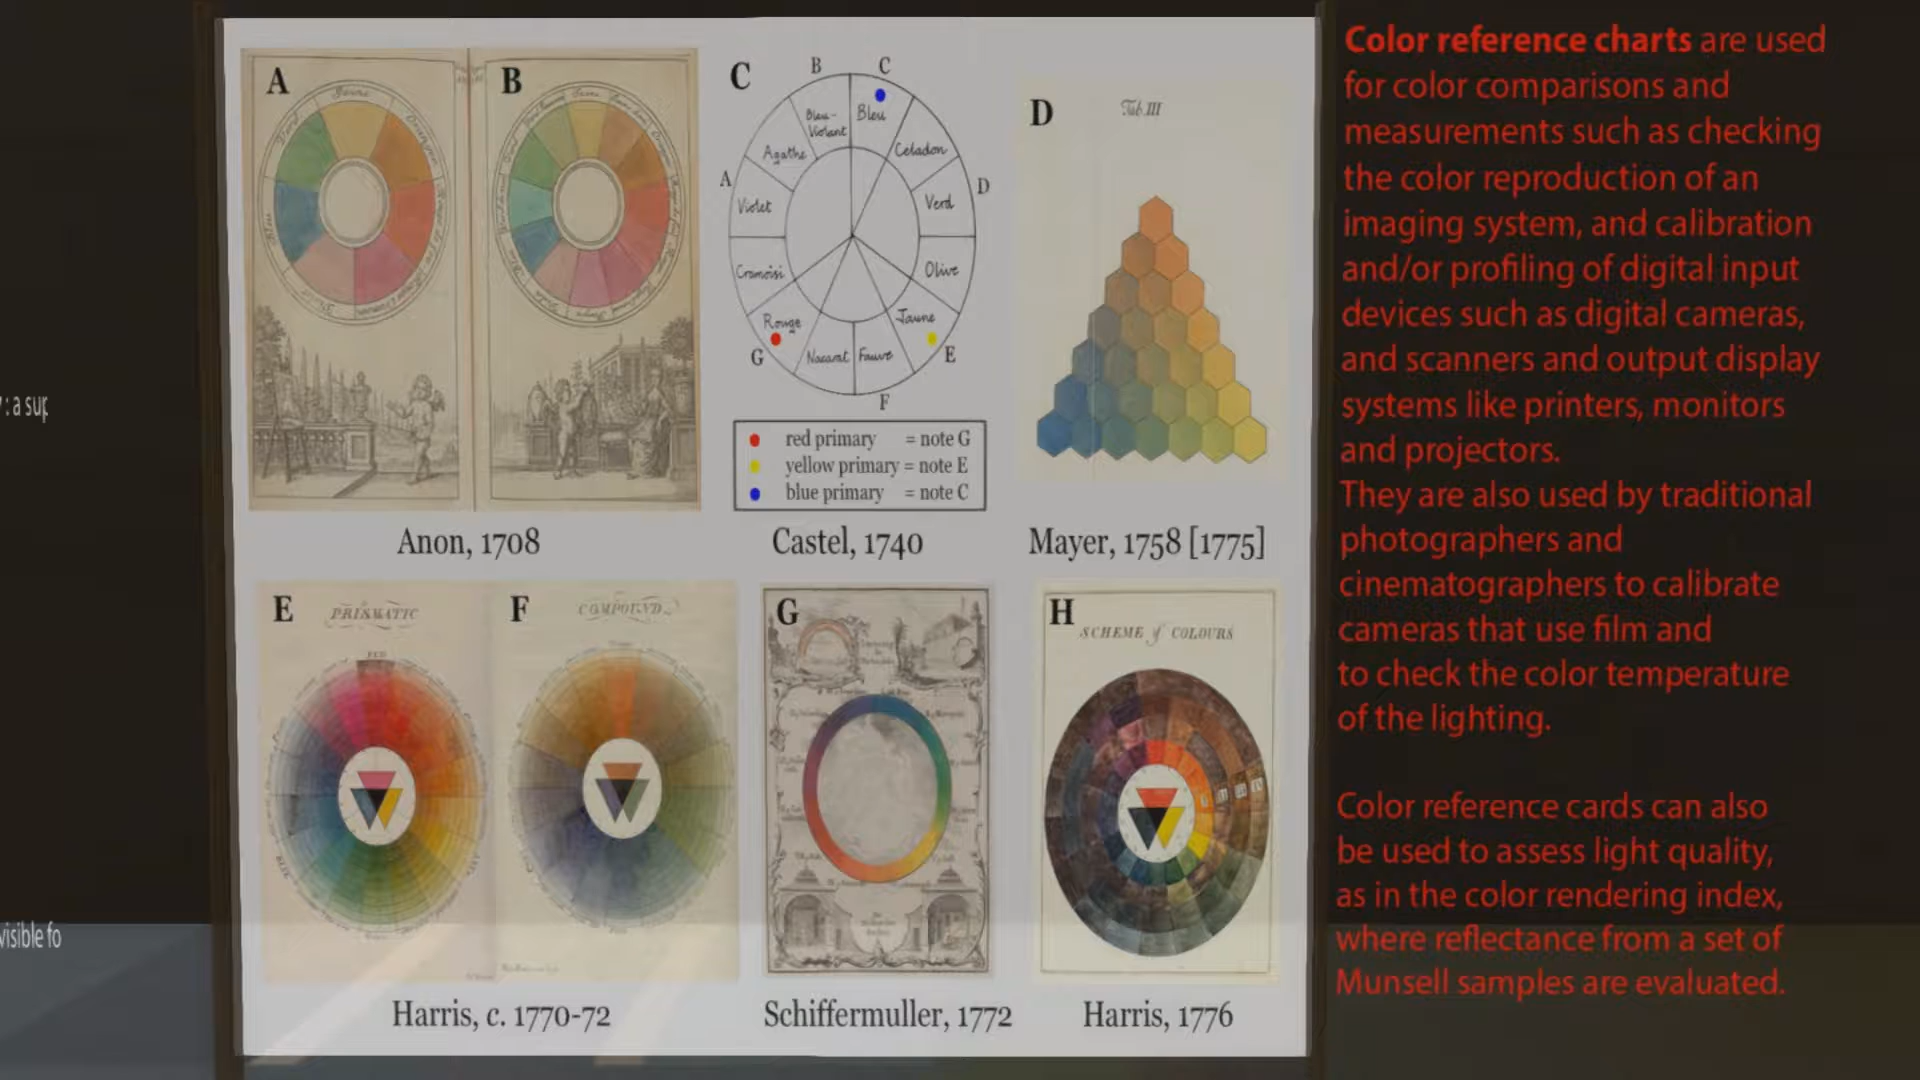 A
B
C
B
C
Bleu-
Violant
Bleu
Agathe
Celadon
A
D
Violet
Verd
Cramoisi
Olive
Rouge
Jaune
G
E
Nacarat
Fauve
F
red primary = note G
yellow primary = note E
blue primary = note C
D
Tab. III
Anon, 1708
Castel, 1740
Mayer, 1758 [1775]
E
PRISMATIC
RED
F
COMPOUND
G
H
SCHEME of COLOURS
Harris, c. 1770-72
Schiffermuller, 1772
Harris, 1776
Color reference charts are used
for color comparisons and
measurements such as checking
the color reproduction of an
imaging system, and calibration
and/or profiling of digital input
devices such as digital cameras,
and scanners and output display
systems like printers, monitors
and projectors.
They are also used by traditional
photographers and
cinematographers to calibrate
cameras that use film and
to check the color temperature
of the lighting.
Color reference cards can also
be used to assess light quality,
as in the color rendering index,
where reflectance from a set of
Munsell samples are evaluated.
: a sup
visible fo